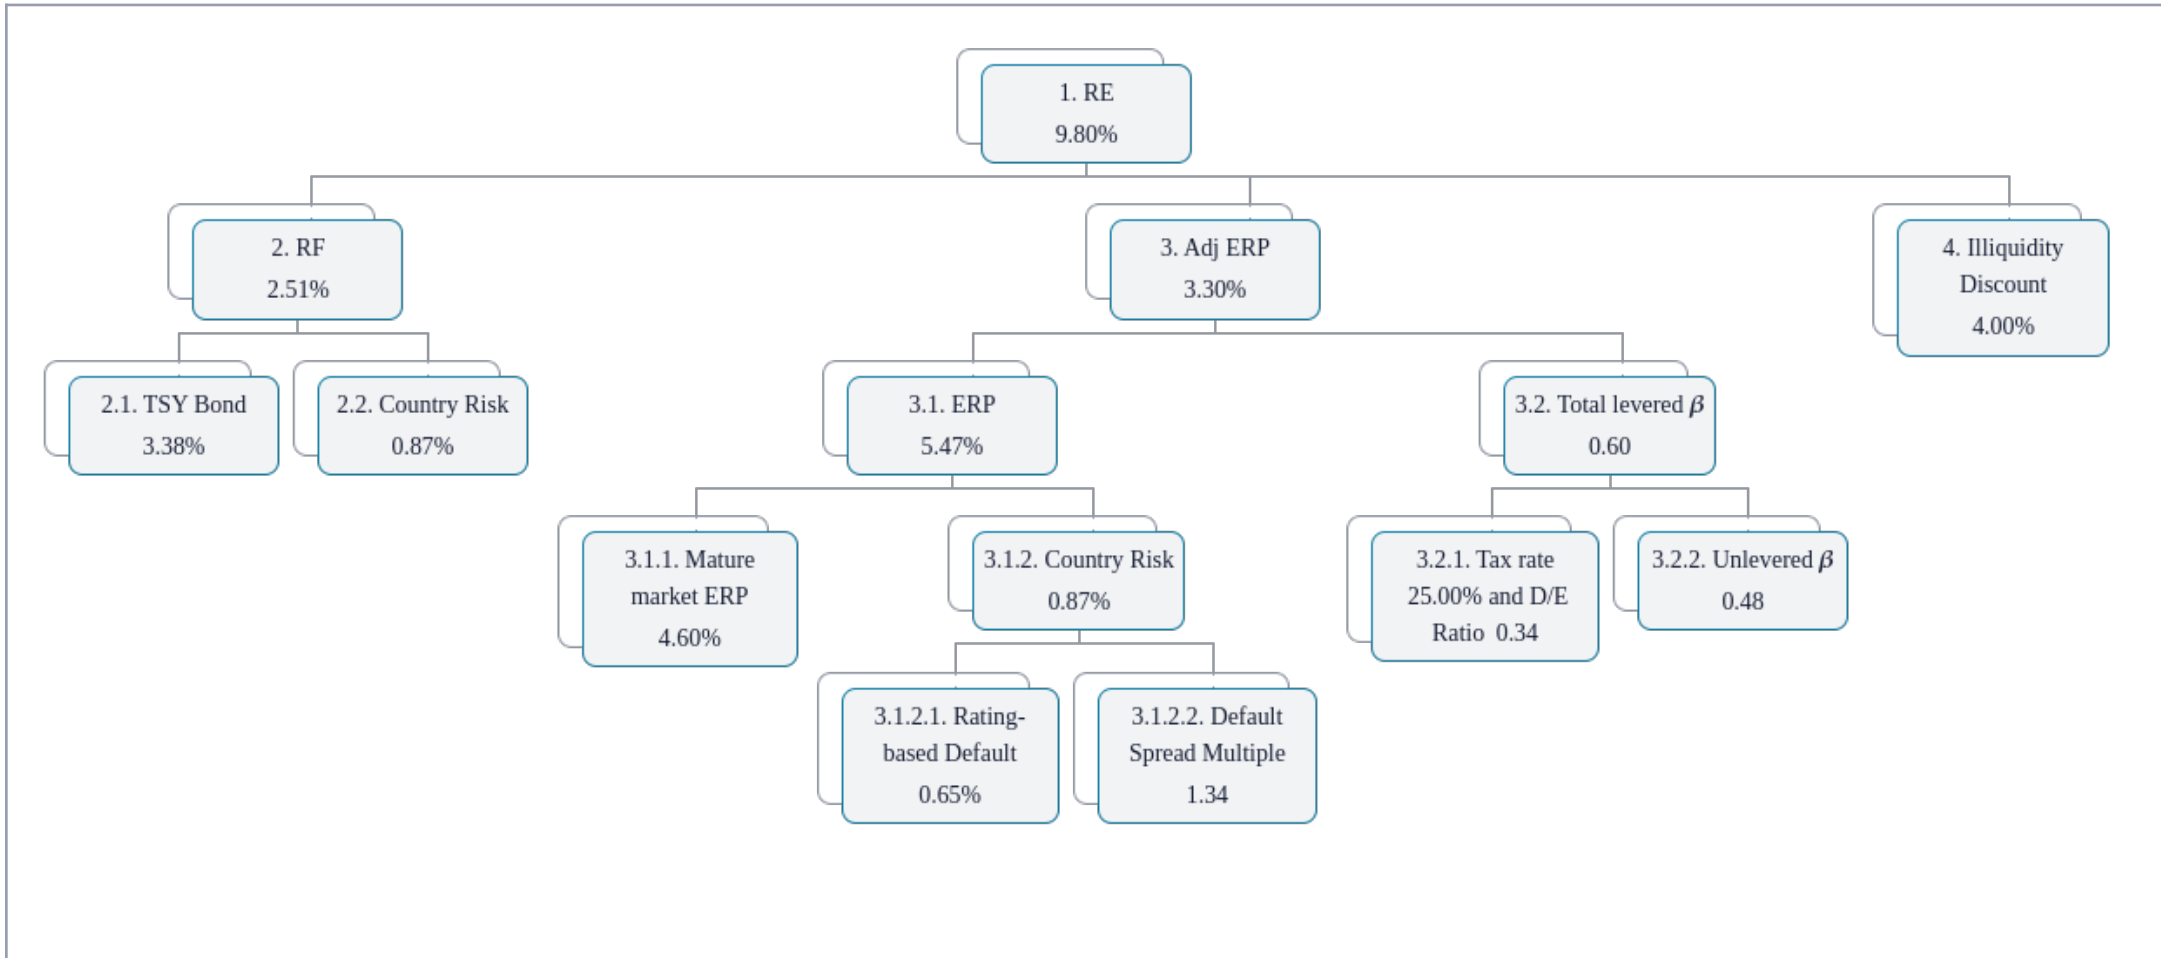 1. RE
9.80%
2. RF
2.51%
3. Adj ERP
3.30%
4. Illiquidity
Discount
4.00%
2.1. TSY Bond
3.38%
2.2. Country Risk
0.87%
3.1. ERP
5.47%
3.2. Total levered β
0.60
3.1.1. Mature
market ERP
4.60%
3.1.2. Country Risk
0.87%
3.2.1. Tax rate
25.00% and D/E
Ratio 0.34
3.2.2. Unlevered β
0.48
3.1.2.1. Rating-
based Default
0.65%
3.1.2.2. Default
Spread Multiple
1.34